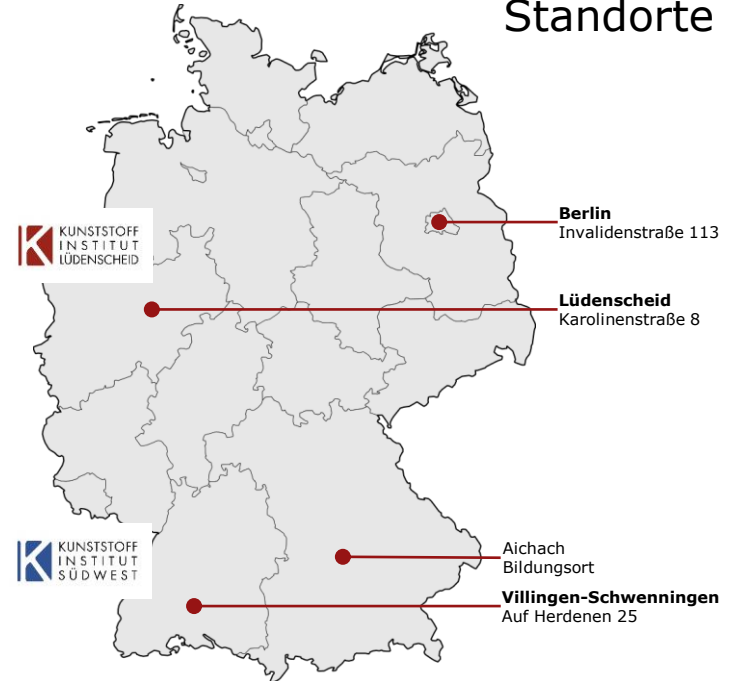 Standorte
Berlin
Invalidenstraße 113
KUNSTSTOFF
INSTITUT
LÜDENSCHEID
Lüdenscheid
Karolinenstraße 8
KUNSTSTOFF
INSTITUT
SÜDWEST
Aichach
Bildungsort
Villingen-Schwenningen
Auf Herdenen 25